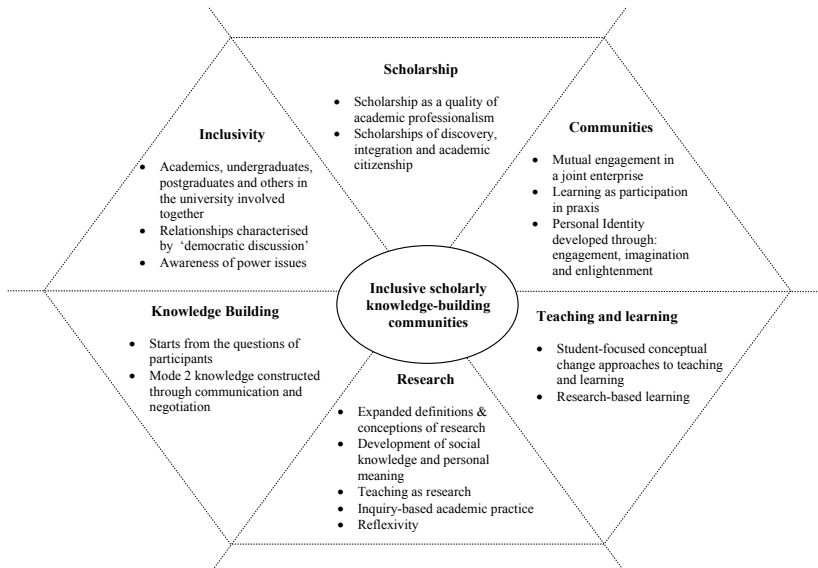 Scholarship
• Scholarship as a quality of
academic professionalism
• Scholarships of discovery,
integration and academic
citizenship
Inclusivity
• Academics, undergraduates,
postgraduates and others in
the university involved
together
• Relationships characterised
by ‘democratic discussion’
• Awareness of power issues
Communities
• Mutual engagement in
a joint enterprise
• Learning as participation
in praxis
• Personal Identity
developed through:
engagement, imagination
and enlightenment
Inclusive scholarly
knowledge-building
communities
Knowledge Building
• Starts from the questions of
participants
• Mode 2 knowledge constructed
through communication and
negotiation
Teaching and learning
• Student-focused conceptual
change approaches to teaching
and learning
• Research-based learning
Research
• Expanded definitions &
conceptions of research
• Development of social
knowledge and personal
meaning
• Teaching as research
• Inquiry-based academic practice
• Reflexivity